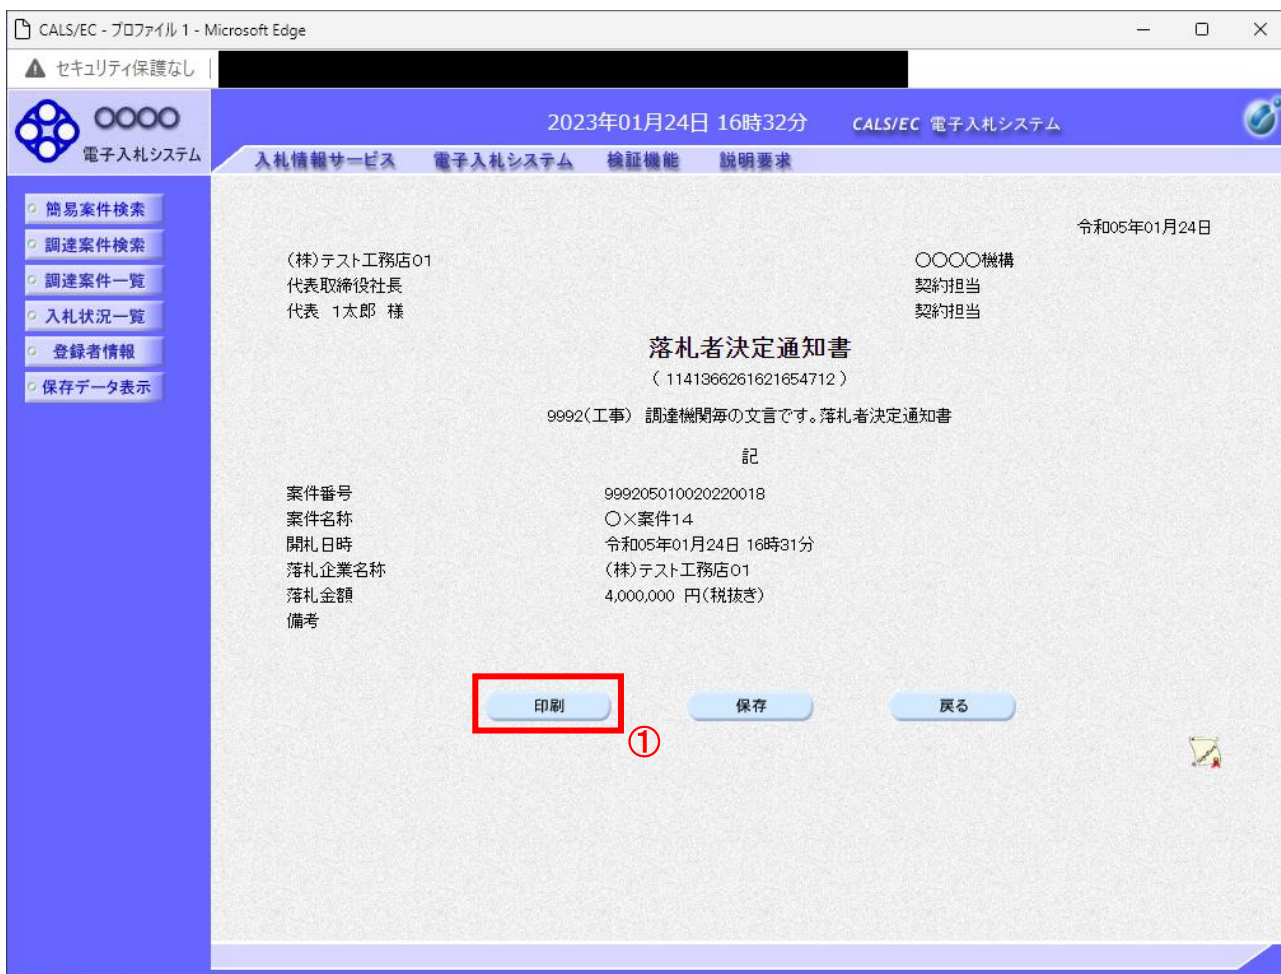 CALS/EC - プロファイル 1 - Microsoft Edge
セキュリティ保護なし
〇〇〇〇
電子入札システム
2023年01月24日 16時32分
CALS/EC 電子入札システム
入札情報サービス 電子入札システム 検証機能 説明要求
簡易案件検索
調達案件検索
調達案件一覧
入札状況一覧
登録者情報
保存データ表示
令和05年01月24日
(株)テスト工務店01
代表取締役社長
代表 1太郎 様
〇〇〇〇機構
契約担当
契約担当
落札者決定通知書
( 1141366261621654712 )
9992(工事) 調達機関毎の文言です。落札者決定通知書
記
案件番号 999205010020220018
案件名称 〇×案件14
開札日時 令和05年01月24日 16時31分
落札企業名称 (株)テスト工務店01
落札金額 4,000,000 円(税抜き)
備考
印刷 保存 戻る
①